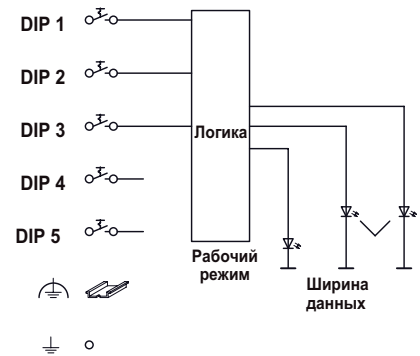 DIP 1
DIP 2
DIP 3
DIP 4
DIP 5
Логика
Рабочий
режим
Ширина
данных